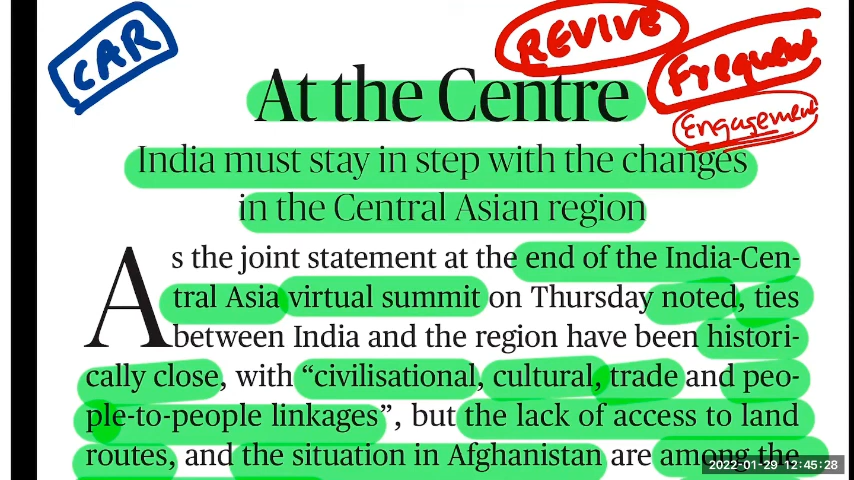 CAR
REVIVE
Frequent
Engagement
At the Centre
India must stay in step with the changes
in the Central Asian region
As the joint statement at the end of the India-Cen-
tral Asia virtual summit on Thursday noted, ties
between India and the region have been histori-
cally close, with “civilisational, cultural, trade and peo-
ple-to-people linkages”, but the lack of access to land
routes, and the situation in Afghanistan are among the
2022-01-29 12:45:28